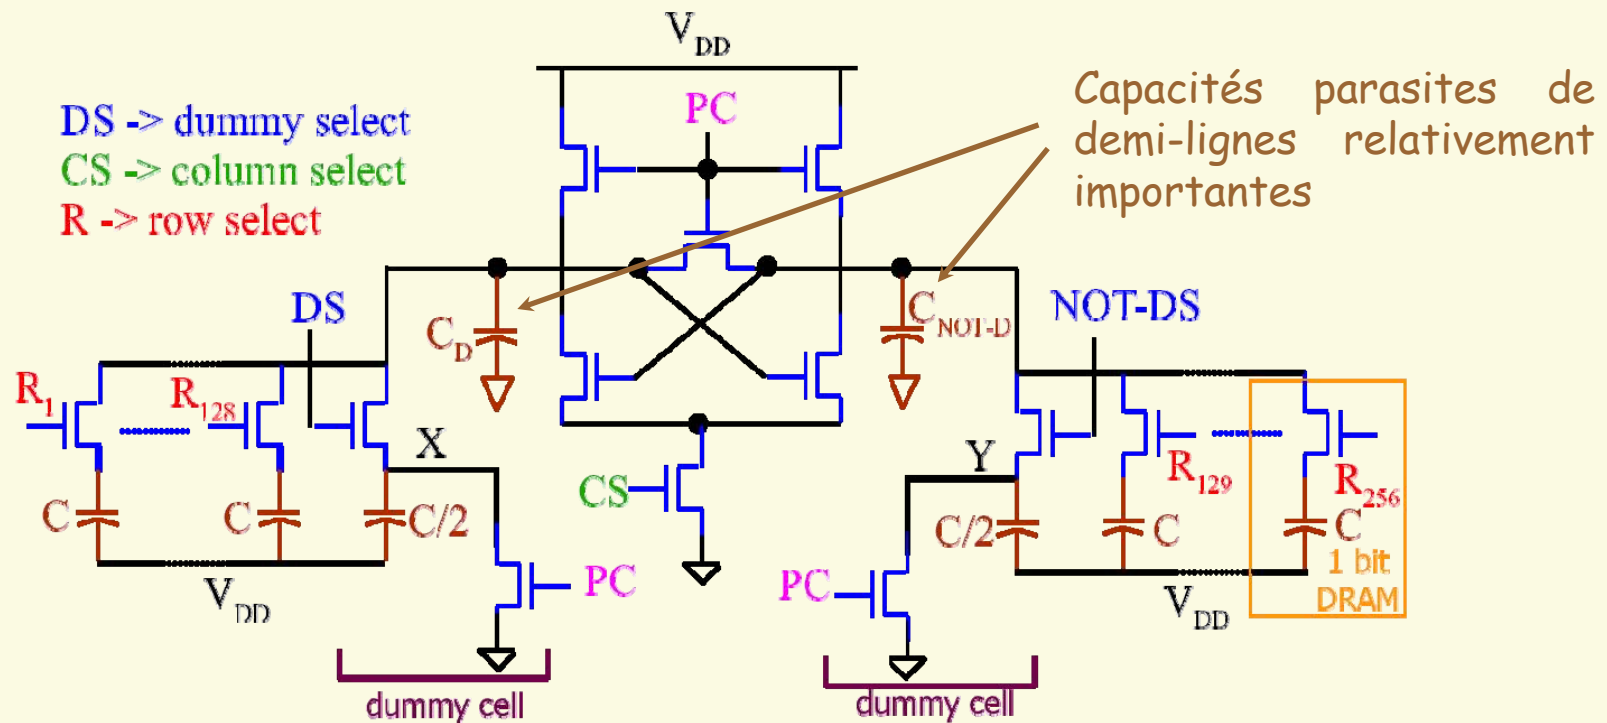 V_DD
DS -> dummy select
CS -> column select
R -> row select
PC
Capacités parasites de
demi-lignes relativement
importantes
DS
C_D
C_NOT-D
NOT-DS
R_1
R_128
X
Y
R_129
R_256
C
C
C/2
CS
C/2
C
C
1 bit
DRAM
V_DD
PC
PC
V_DD
dummy cell
dummy cell